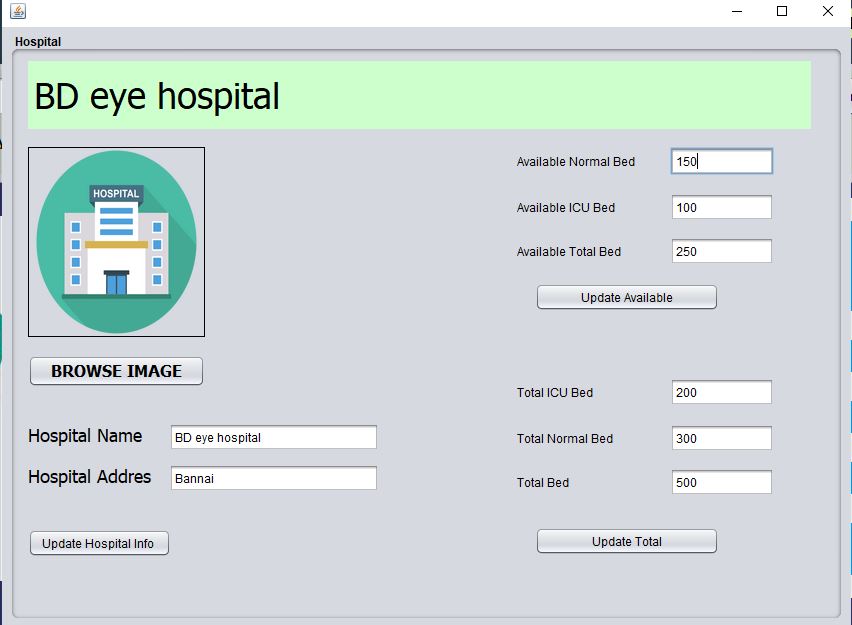 Hospital
BD eye hospital
HOSPITAL
BROWSE IMAGE
Hospital Name BD eye hospital
Hospital Addres Bannai
Update Hospital Info
Available Normal Bed 150
Available ICU Bed 100
Available Total Bed 250
Update Available
Total ICU Bed 200
Total Normal Bed 300
Total Bed 500
Update Total